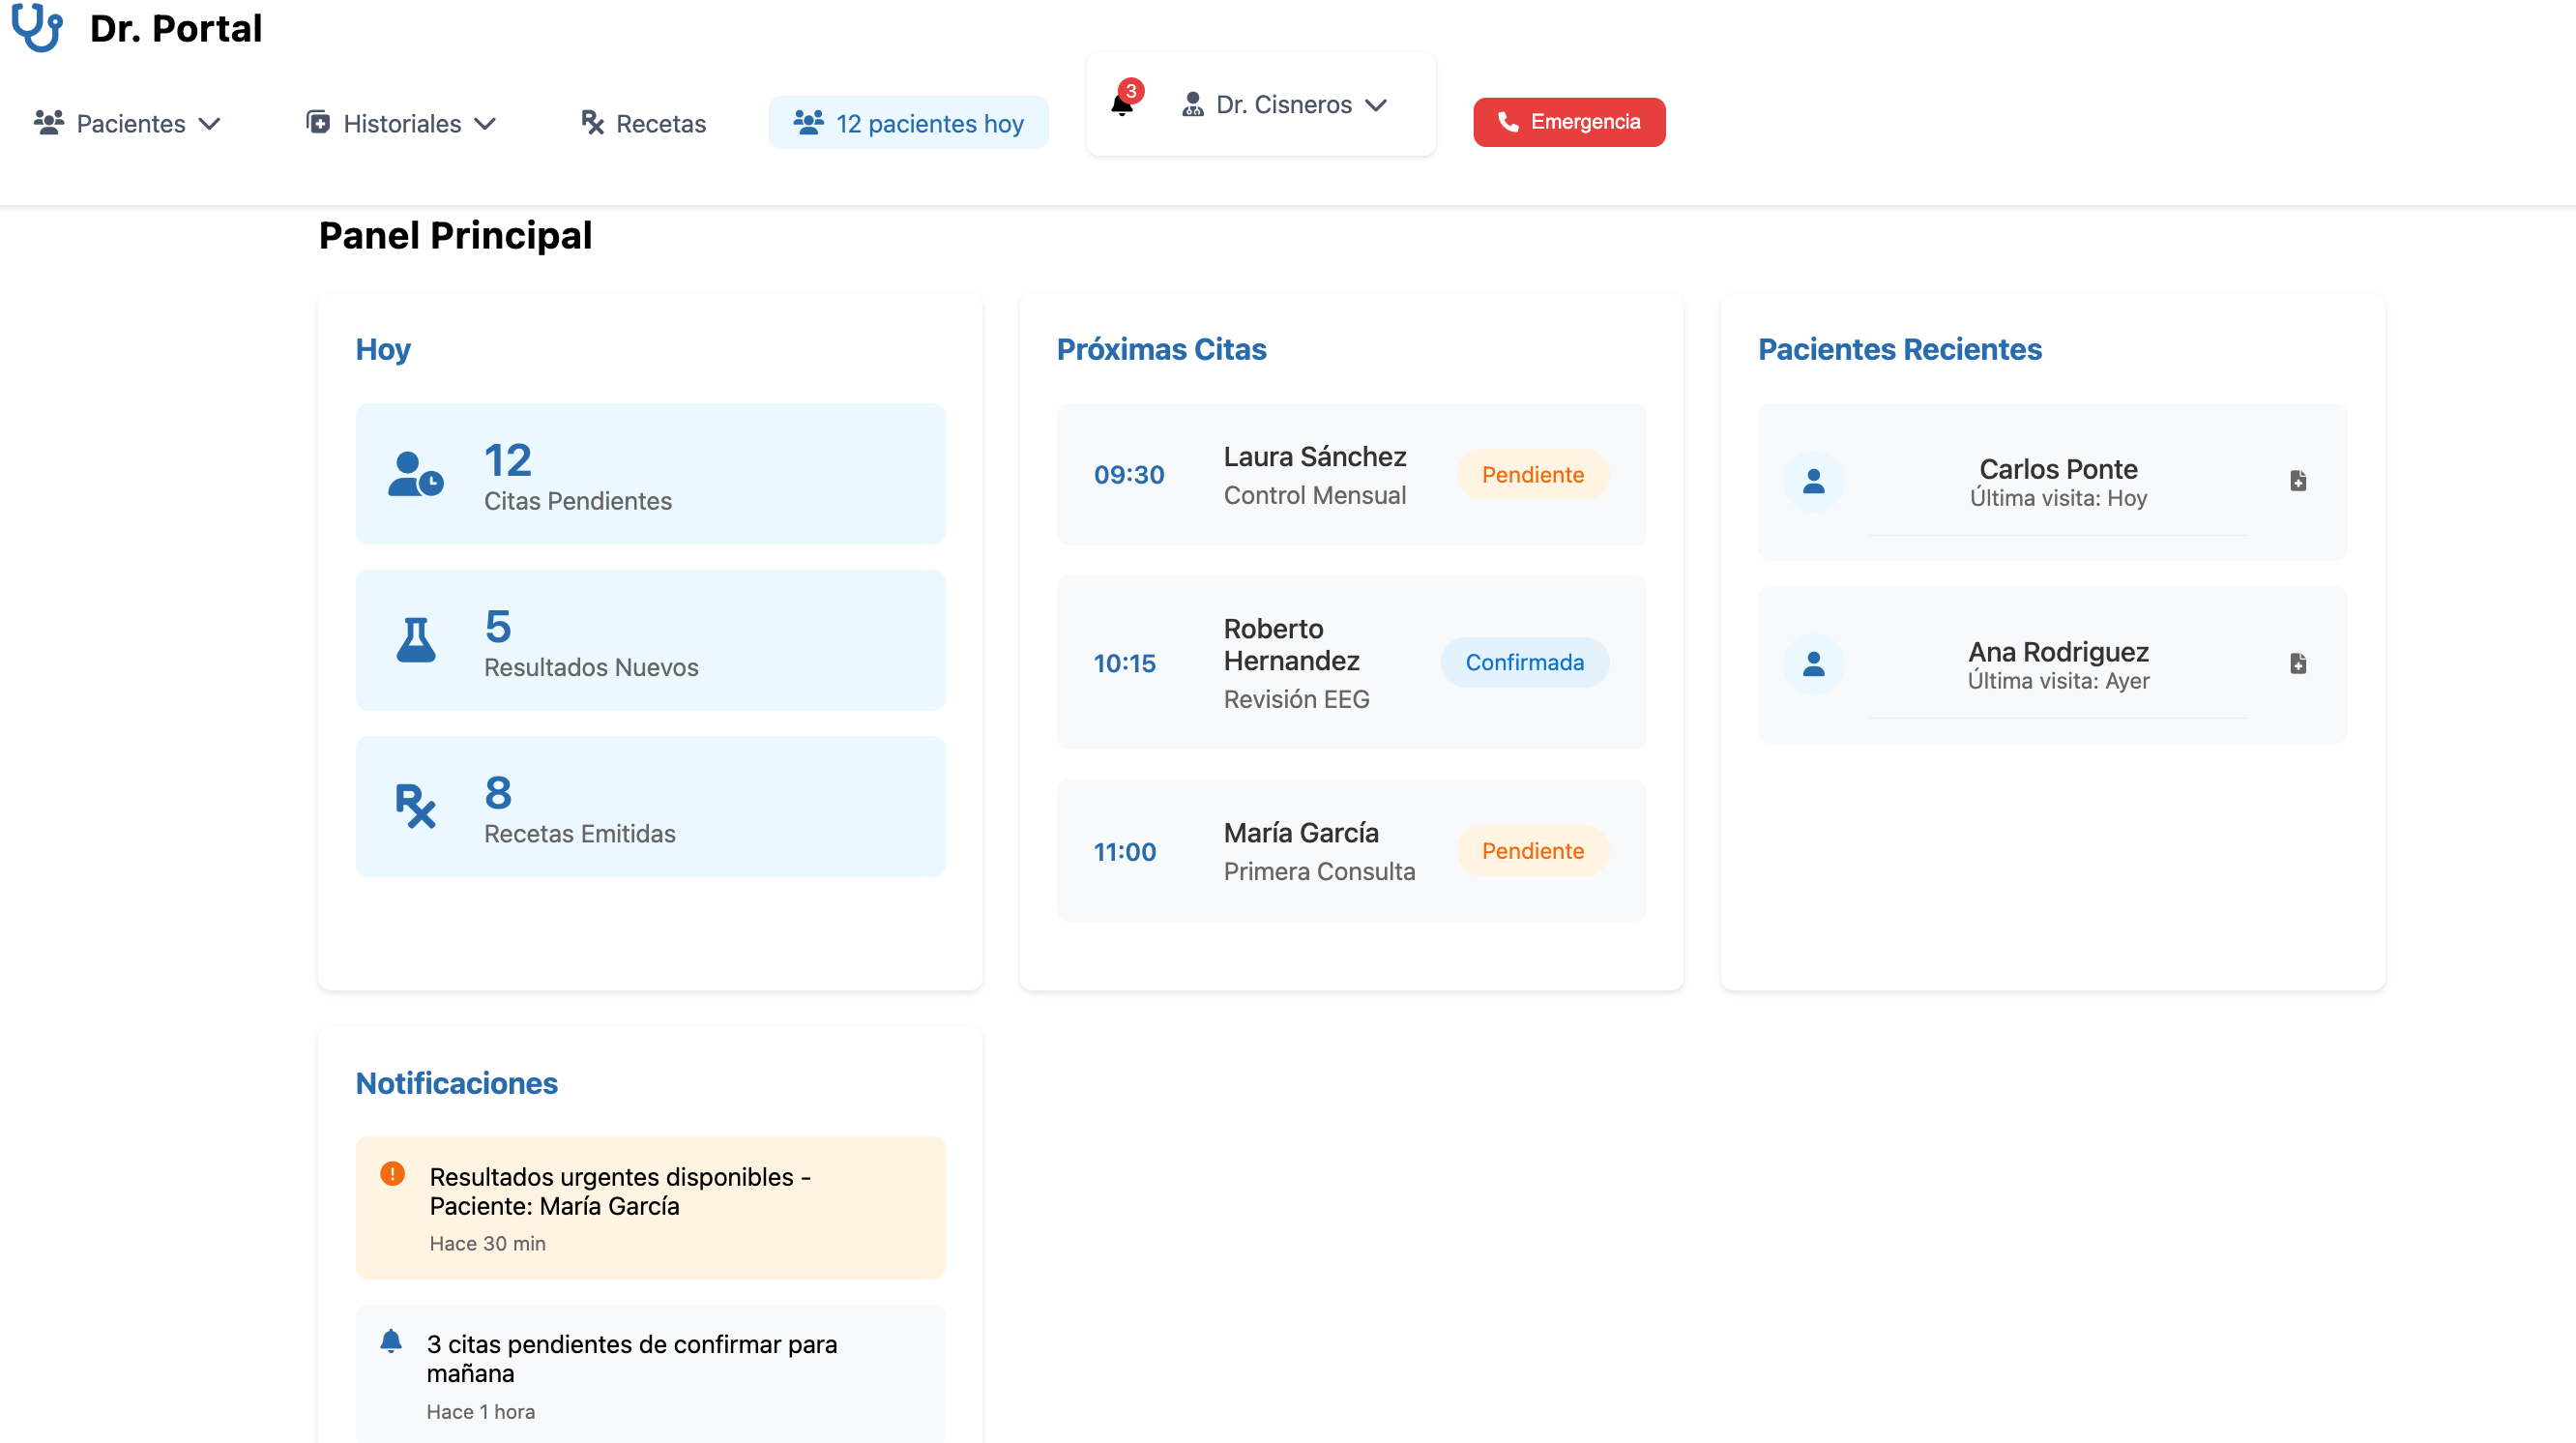 Dr. Portal
Pacientes
Historiales
Recetas
12 pacientes hoy
3
Dr. Cisneros
Emergencia
Panel Principal
Hoy
12
Citas Pendientes
5
Resultados Nuevos
8
Recetas Emitidas
Próximas Citas
09:30
Laura Sánchez
Control Mensual
Pendiente
10:15
Roberto
Hernandez
Revisión EEG
Confirmada
11:00
María García
Primera Consulta
Pendiente
Pacientes Recientes
Carlos Ponte
Última visita: Hoy
Ana Rodriguez
Última visita: Ayer
Notificaciones
Resultados urgentes disponibles -
Paciente: María García
Hace 30 min
3 citas pendientes de confirmar para
mañana
Hace 1 hora